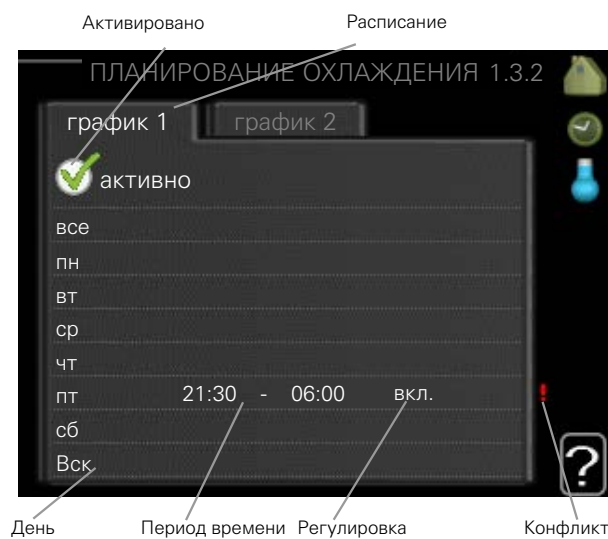 Активировано
Расписание
ПЛАНИРОВАНИЕ ОХЛАЖДЕНИЯ 1.3.2
график 1
график 2
активно
все
пн
вт
ср
чт
пт 21:30 - 06:00 вкл. !
сб
Вск
?
День
Период времени
Регулировка
Конфликт